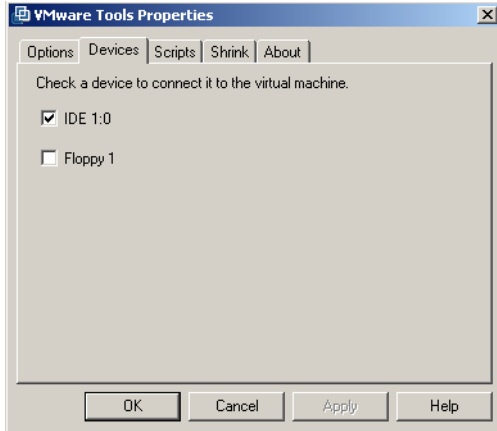 VMware Tools Properties
Options Devices Scripts Shrink About
Check a device to connect it to the virtual machine.
IDE 1:0
Floppy 1
OK Cancel Apply Help